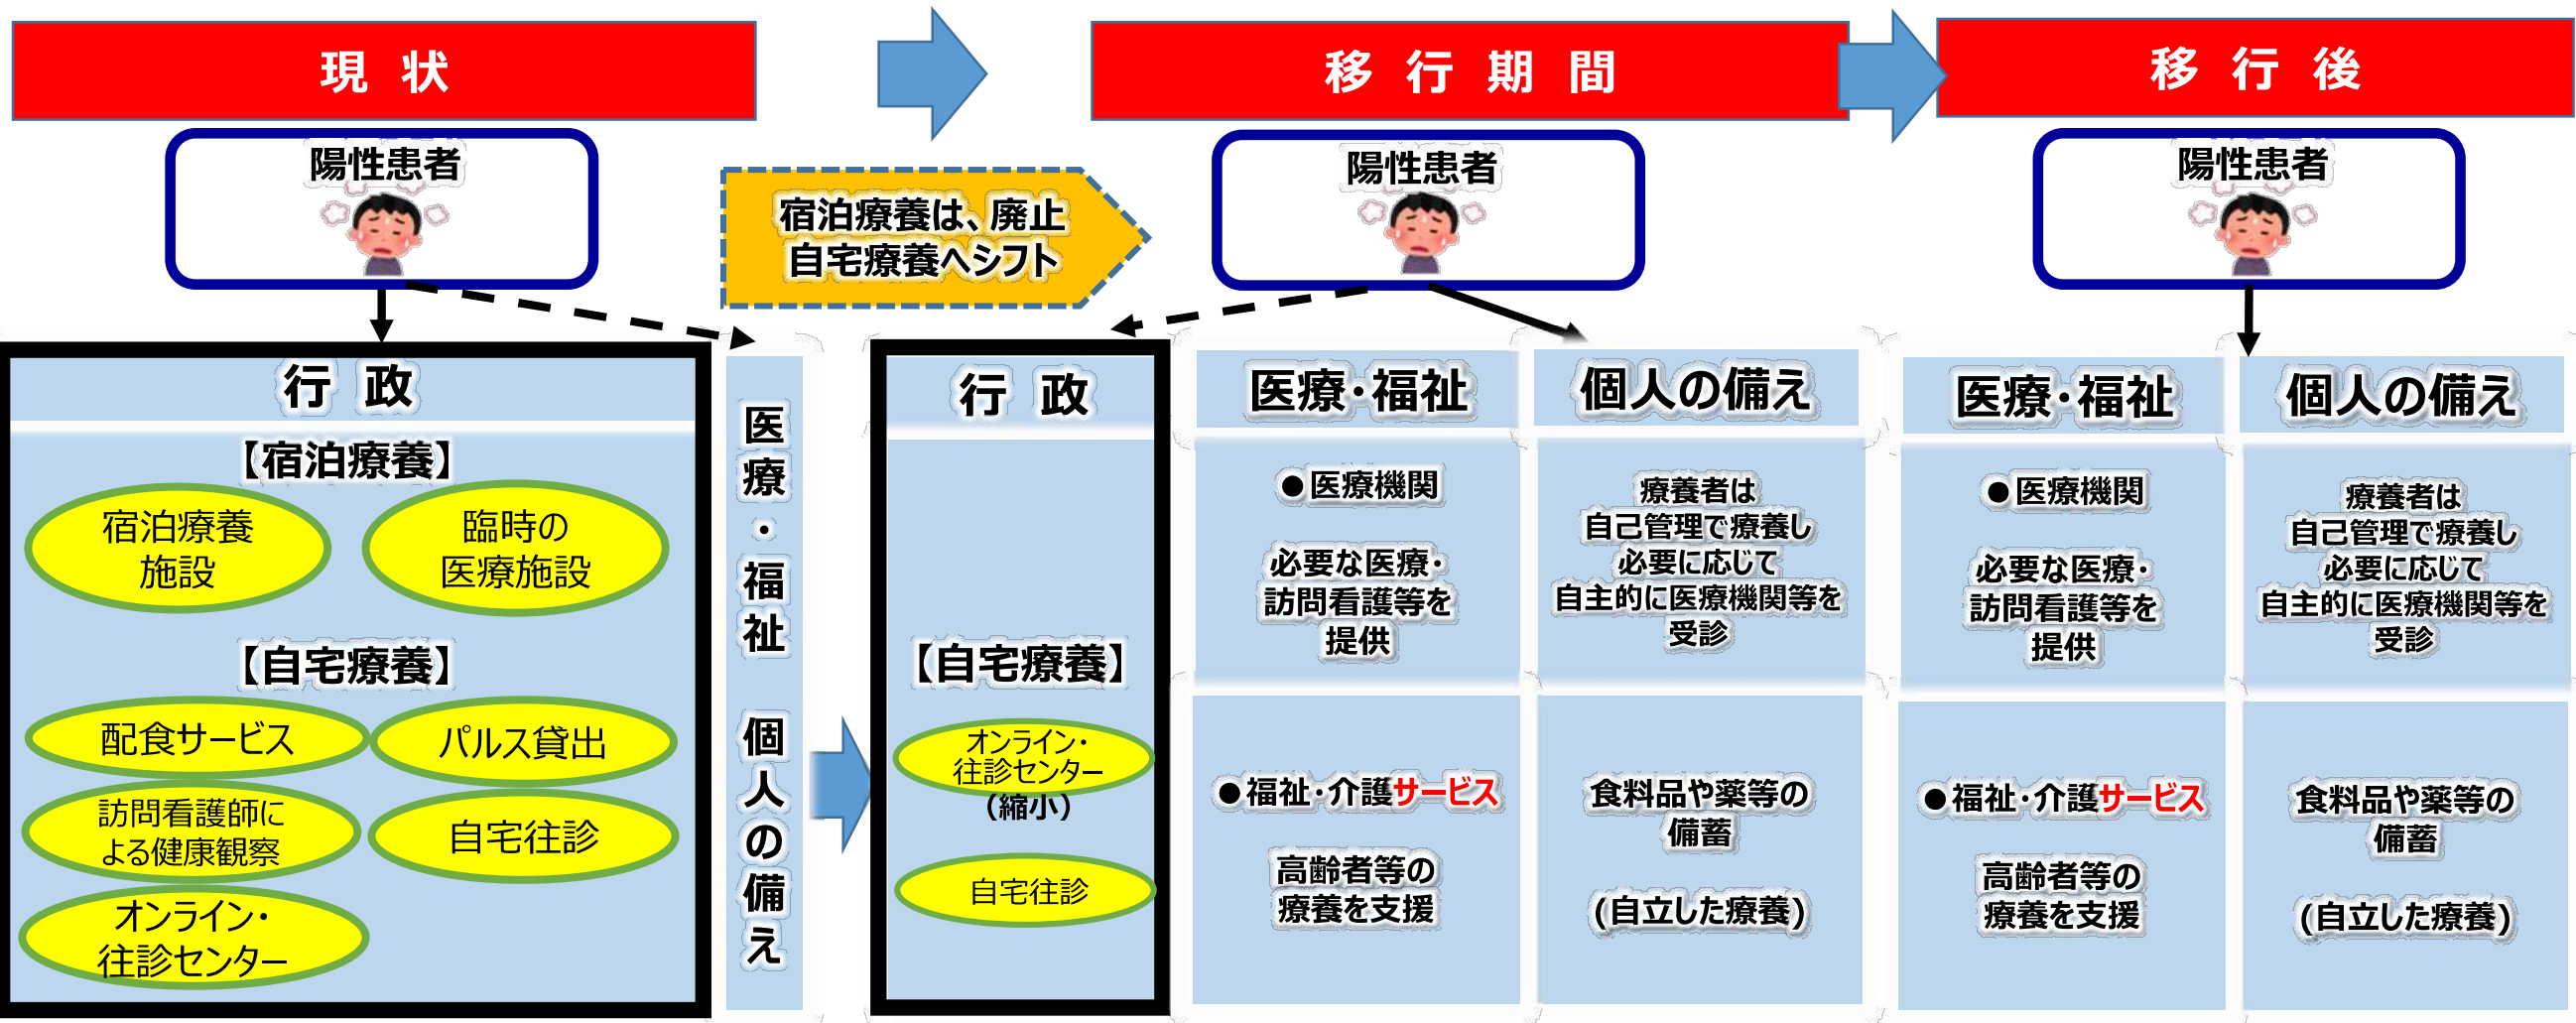 現 状
移 行 期 間
移 行 後
陽性患者
宿泊療養は、廃止
自宅療養へシフト
陽性患者
陽性患者
行 政
【宿泊療養】
宿泊療養
施設
臨時の
医療施設
【自宅療養】
配食サービス
パルス貸出
訪問看護師に
よる健康観察
自宅往診
オンライン・
往診センター
医療・福祉 個人の備え
行 政
【自宅療養】
オンライン・
往診センター
（縮小）
自宅往診
医療・福祉
●医療機関
必要な医療・
訪問看護等を
提供
●福祉・介護サービス
高齢者等の
療養を支援
個人の備え
療養者は
自己管理で療養し
必要に応じて
自主的に医療機関等を
受診
食料品や薬等の
備蓄
(自立した療養)
医療・福祉
●医療機関
必要な医療・
訪問看護等を
提供
●福祉・介護サービス
高齢者等の
療養を支援
個人の備え
療養者は
自己管理で療養し
必要に応じて
自主的に医療機関等を
受診
食料品や薬等の
備蓄
(自立した療養)